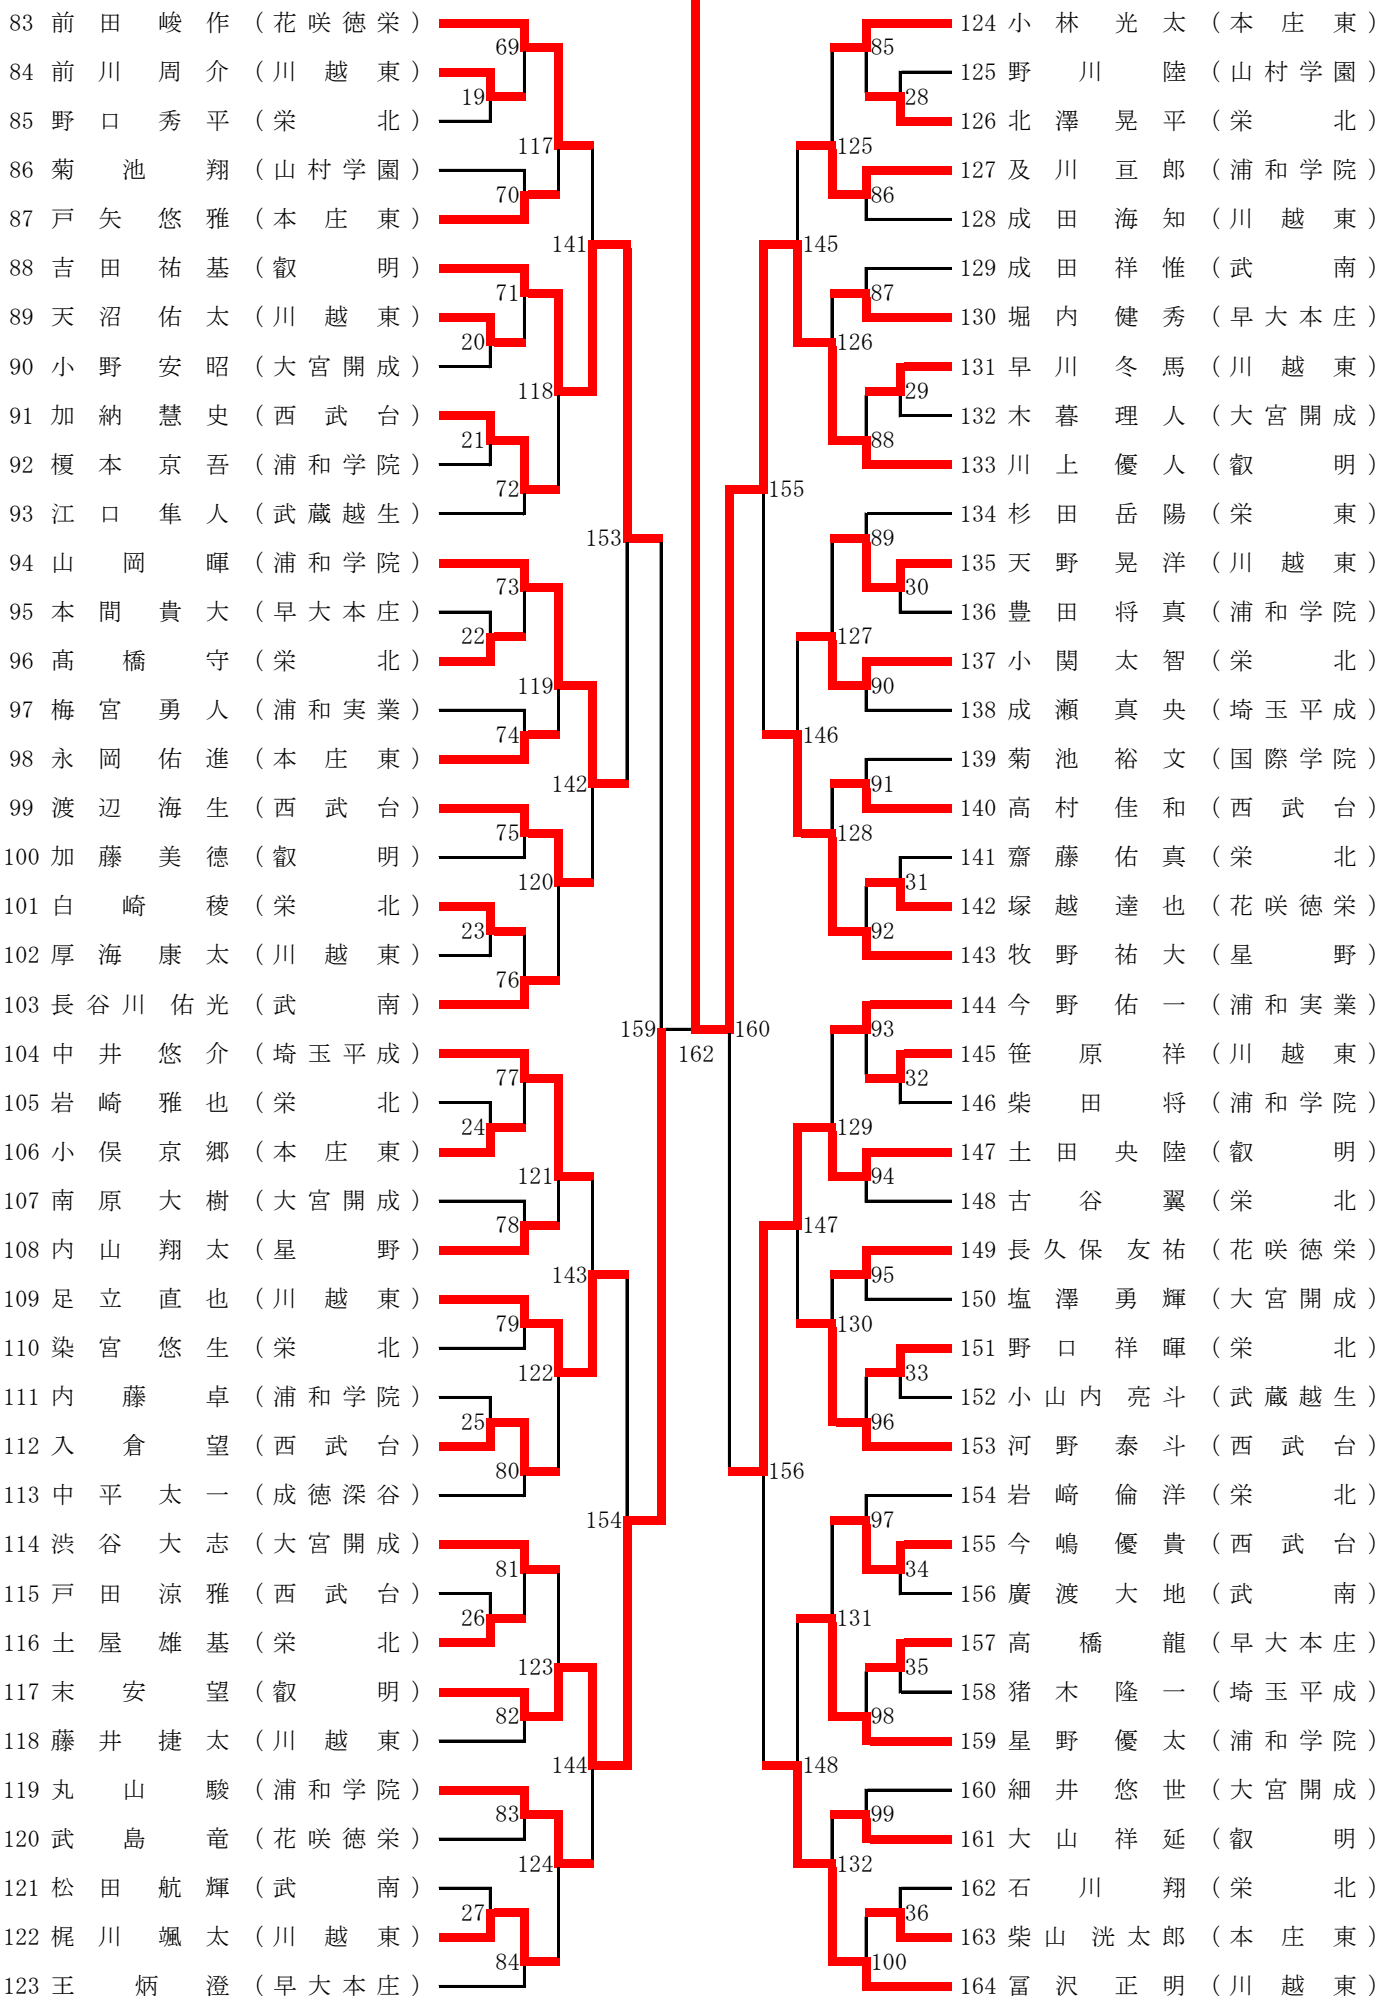 83 前田 峻作 (花咲徳栄)
84 前川 周介 (川越東)
85 野口 秀平 (栄北)
86 菊池 翔 (山村学園)
87 戸矢 悠雅 (本庄東)
88 吉田 祐基 (叡明)
89 天沼 佑太 (川越東)
90 小野 安昭 (大宮開成)
91 加納 慧史 (西武台)
92 榎本 京吾 (浦和学院)
93 江口 隼人 (武蔵越生)
94 山岡 暉 (浦和学院)
95 本間 貴大 (早大本庄)
96 髙橋 守 (栄北)
97 梅宮 勇人 (浦和実業)
98 永岡 佑進 (本庄東)
99 渡辺 海生 (西武台)
100 加藤 美德 (叡明)
101 白崎 稜 (栄北)
102 厚海 康太 (川越東)
103 長谷川 佑光 (武南)
104 中井 悠介 (埼玉平成)
105 岩崎 雅也 (栄北)
106 小俣 京郷 (本庄東)
107 南原 大樹 (大宮開成)
108 内山 翔太 (星野)
109 足立 直也 (川越東)
110 染宮 悠生 (栄北)
111 内藤 卓 (浦和学院)
112 入倉 望 (西武台)
113 中平 太一 (成徳深谷)
114 渋谷 大志 (大宮開成)
115 戸田 涼雅 (西武台)
116 土屋 雄基 (栄北)
117 末安 望 (叡明)
118 藤井 捷太 (川越東)
119 丸山 駿 (浦和学院)
120 武島 竜 (花咲徳栄)
121 松田 航輝 (武南)
122 梶川 颯太 (川越東)
123 王 炳澄 (早大本庄)
69
19
117
70
141
71
20
118
21
72
153
73
22
119
74
142
75
120
23
76
159
77
24
121
78
143
79
122
25
80
154
81
26
123
82
144
83
124
27
84
162
160
85
28
125
86
145
87
126
29
88
155
89
30
127
90
146
91
128
31
92
93
32
129
94
147
95
130
33
96
156
97
34
131
35
98
148
99
132
36
100
124 小林 光太 (本庄東)
125 野川 陸 (山村学園)
126 北澤 晃平 (栄北)
127 及川 亘郎 (浦和学院)
128 成田 海知 (川越東)
129 成田 祥惟 (武南)
130 堀内 健秀 (早大本庄)
131 早川 冬馬 (川越東)
132 木暮 理人 (大宮開成)
133 川上 優人 (叡明)
134 杉田 岳陽 (栄東)
135 天野 晃洋 (川越東)
136 豊田 将真 (浦和学院)
137 小関 太智 (栄北)
138 成瀬 真央 (埼玉平成)
139 菊池 裕文 (国際学院)
140 高村 佳和 (西武台)
141 齋藤 佑真 (栄北)
142 塚越 達也 (花咲徳栄)
143 牧野 祐大 (星野)
144 今野 佑一 (浦和実業)
145 笹原 祥 (川越東)
146 柴田 将 (浦和学院)
147 土田 央陸 (叡明)
148 古谷 翼 (栄北)
149 長久保 友祐 (花咲徳栄)
150 塩澤 勇輝 (大宮開成)
151 野口 祥暉 (栄北)
152 小山内 亮斗 (武蔵越生)
153 河野 泰斗 (西武台)
154 岩﨑 倫洋 (栄北)
155 今嶋 優貴 (西武台)
156 廣渡 大地 (武南)
157 高橋 龍 (早大本庄)
158 猪木 隆一 (埼玉平成)
159 星野 優太 (浦和学院)
160 細井 悠世 (大宮開成)
161 大山 祥延 (叡明)
162 石川 翔 (栄北)
163 柴山 洸太郎 (本庄東)
164 冨沢 正明 (川越東)